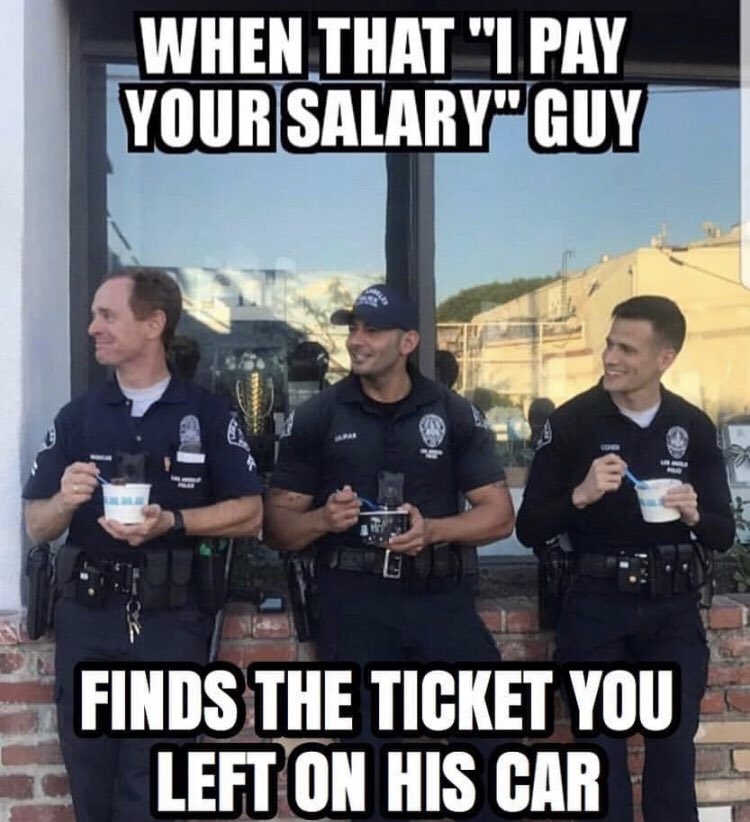 WHEN THAT "I PAY
YOUR SALARY" GUY
FINDS THE TICKET YOU
LEFT ON HIS CAR